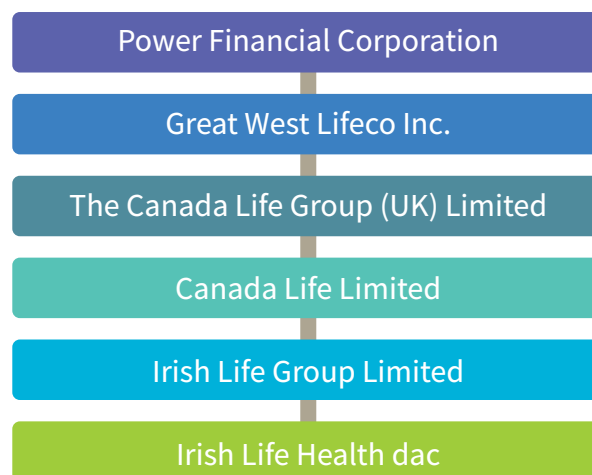 Power Financial Corporation
Great West Lifeco Inc.
The Canada Life Group (UK) Limited
Canada Life Limited
Irish Life Group Limited
Irish Life Health dac